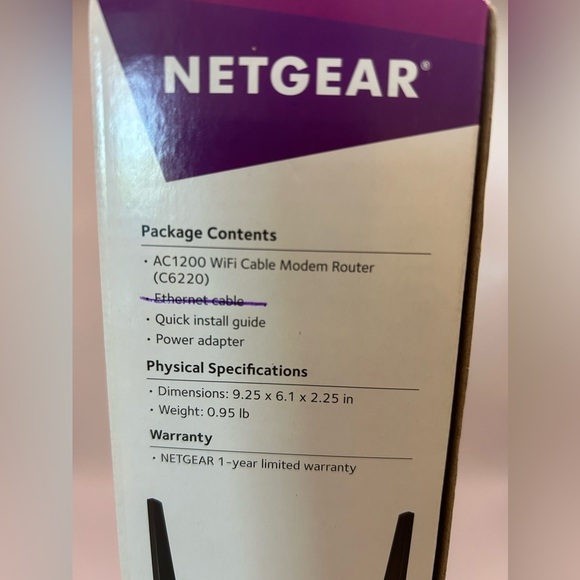 NETGEAR®
Package Contents
• AC1200 WiFi Cable Modem Router
(C6220)
• Ethernet cable
• Quick install guide
• Power adapter
Physical Specifications
• Dimensions: 9.25 x 6.1 x 2.25 in
• Weight: 0.95 lb
Warranty
• NETGEAR 1-year limited warranty